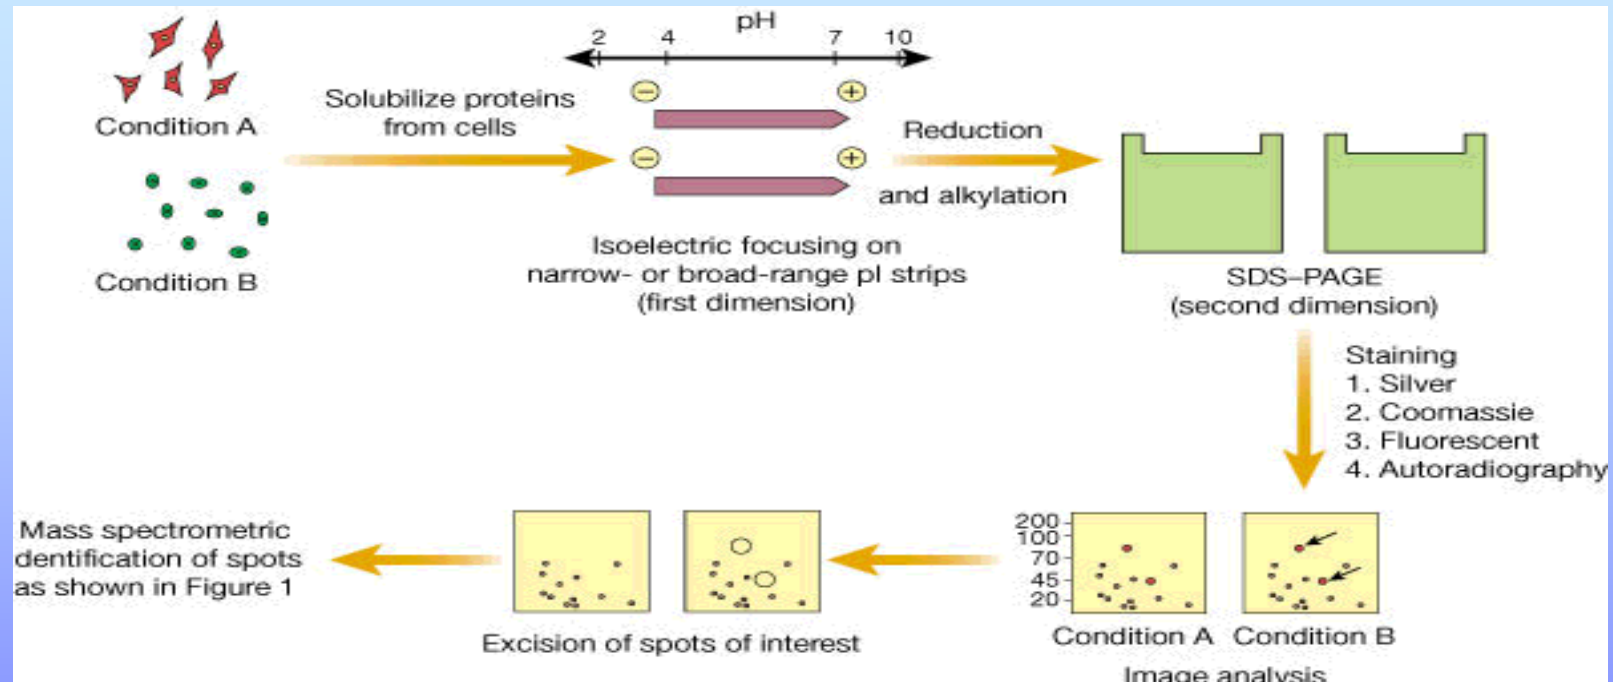 pH
2 4 7 10
Condition A
Solubilize proteins
from cells
− +
− +
Reduction
and alkylation
Condition B
Isoelectric focusing on
narrow- or broad-range pI strips
(first dimension)
SDS–PAGE
(second dimension)
Staining
1. Silver
2. Coomassie
3. Fluorescent
4. Autoradiography
200
100
70
45
20
Condition A Condition B
Image analysis
Excision of spots of interest
Mass spectrometric
dentification of spots
as shown in Figure 1